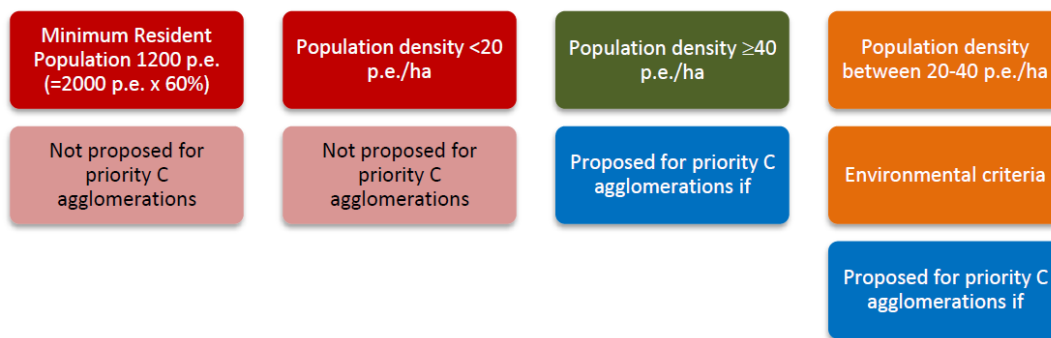 Minimum Resident
Population 1200 p.e.
(=2000 p.e. x 60%)
Not proposed for
priority C
agglomerations
Population density <20
p.e./ha
Not proposed for
priority C
agglomerations
Population density ≥40
p.e./ha
Proposed for priority C
agglomerations if
Population density
between 20-40 p.e./ha
Environmental criteria
Proposed for priority C
agglomerations if